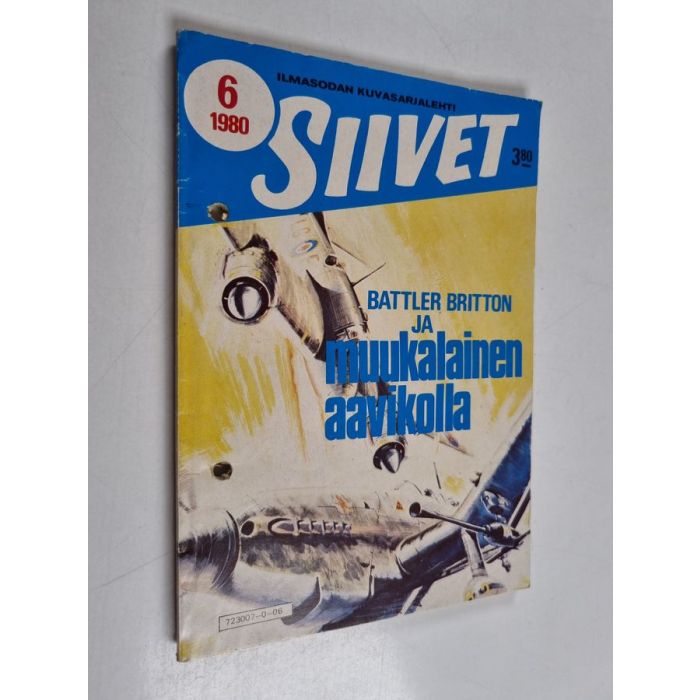 6
1980
ILMASODAN KUVASARJALEHTI
SIIVET
3.80
BATTLER BRITTON
JA
muukalainen
aavikolla
723007-0-06